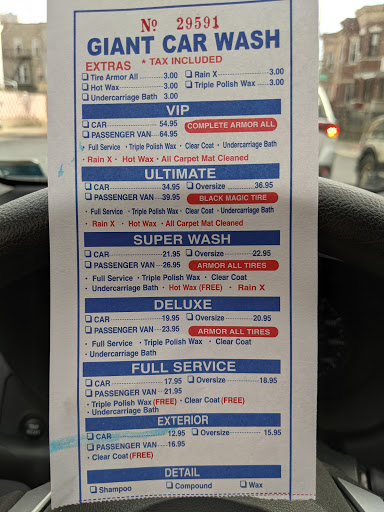 No 29591
GIANT CAR WASH
EXTRAS * TAX INCLUDED
Tire Armor All 3.00 Rain X 3.00
Hot Wax 3.00 Triple Polish Wax 3.00
Undercarriage Bath 3.00
VIP
CAR 54.95 COMPLETE ARMOR ALL
PASSENGER VAN 64.95
Full Service • Triple Polish Wax • Clear Coat • Undercarriage Bath
Rain X • Hot Wax • All Carpet Mat Cleaned
ULTIMATE
CAR 34.95 Oversize 36.95
PASSENGER VAN 39.95 BLACK MAGIC TIRE
• Full Service • Triple Polish Wax • Clear Coat • Undercarriage Bath
• Rain X • Hot Wax • All Carpet Mat Cleaned
SUPER WASH
CAR 21.95 Oversize 22.95
PASSENGER VAN 26.95 ARMOR ALL TIRES
• Full Service • Triple Polish Wax • Clear Coat
• Undercarriage Bath • Hot Wax (FREE) • Rain X
DELUXE
CAR 19.95 Oversize 20.95
PASSENGER VAN 23.95 ARMOR ALL TIRES
• Full Service • Triple Polish Wax • Clear Coat
• Undercarriage Bath
FULL SERVICE
CAR 17.95 Oversize 18.95
PASSENGER VAN 21.95
• Triple Polish Wax (FREE) • Clear Coat (FREE)
• Undercarriage Bath
EXTERIOR
CAR 12.95 Oversize 15.95
PASSENGER VAN 16.95
• Clear Coat (FREE)
DETAIL
Shampoo Compound Wax